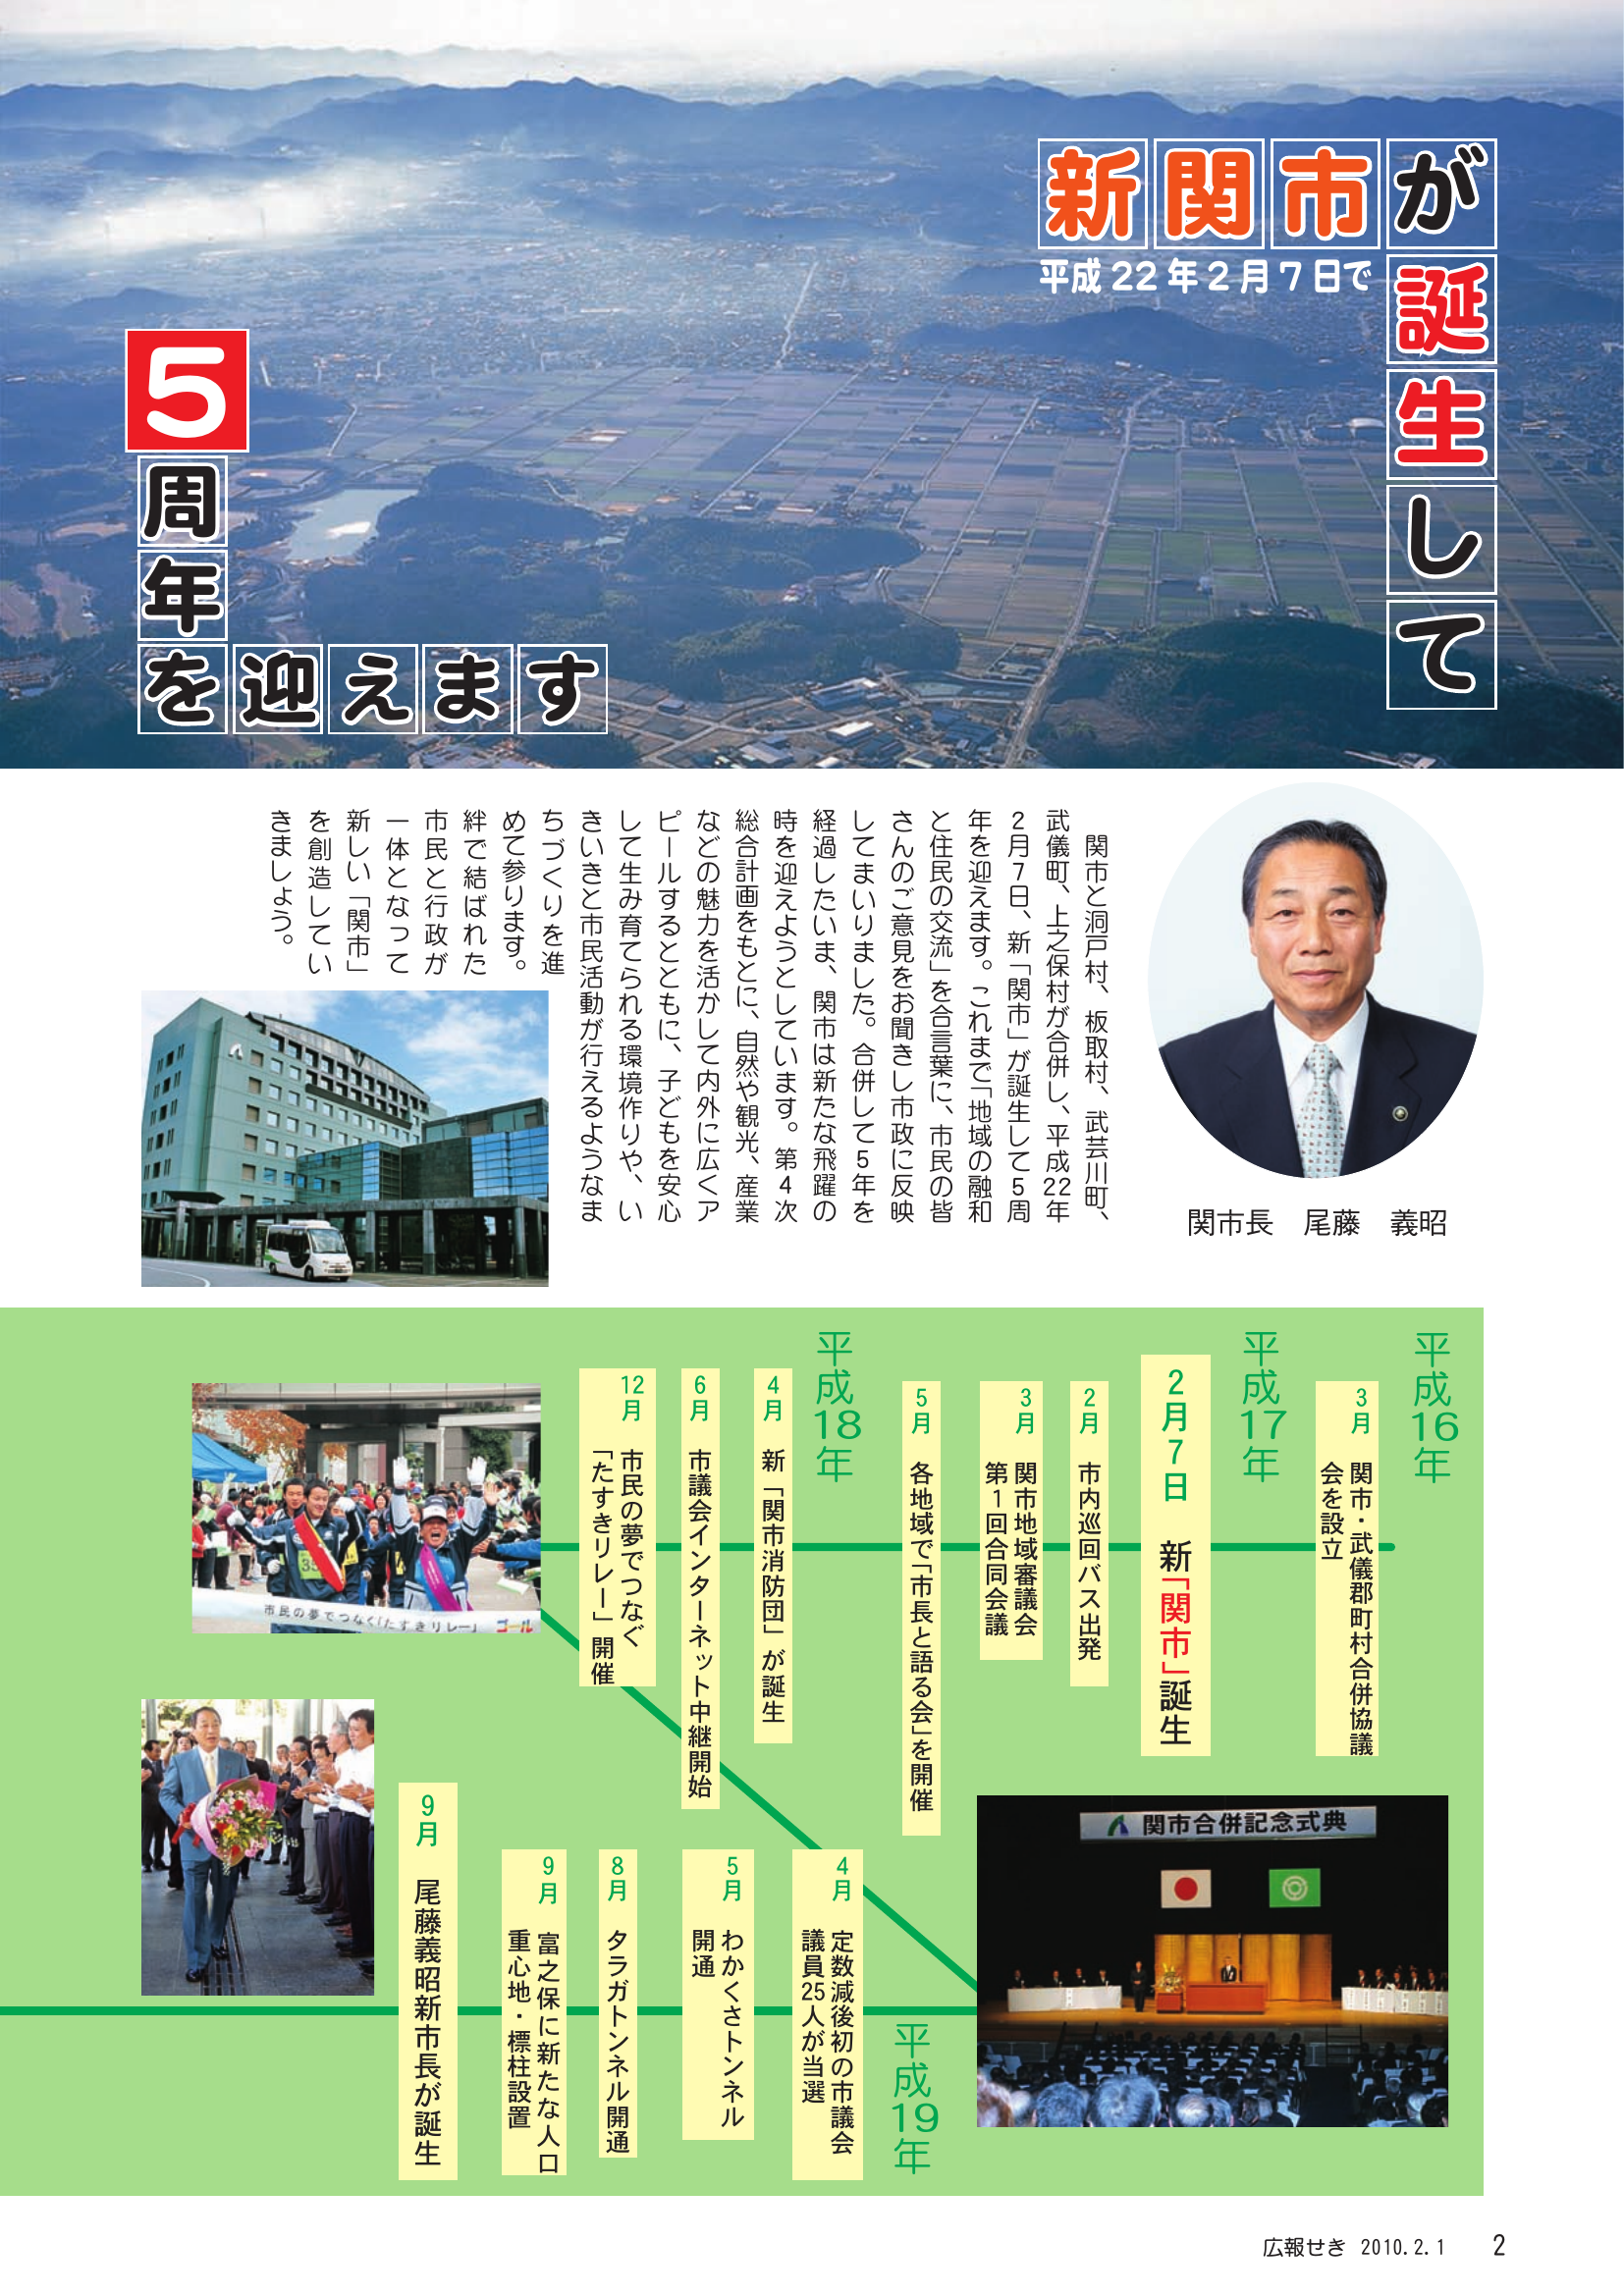 新関市が誕生して
平成22年2月7日で
5周年を迎えます
関市長 尾藤 義昭
関市と洞戸村、板取村、武芸川町、
武儀町、上之保村が合併し、平成22年
2月7日、新「関市」が誕生して5周
年を迎えます。これまで「地域の融和
と住民の交流」を合言葉に、市民の皆
さんのご意見をお聞きし市政に反映
してまいりました。合併して5年を
経過したいま、関市は新たな飛躍の
時を迎えようとしています。第4次
総合計画をもとに、自然や観光、産業
などの魅力を活かして内外に広くア
ピールするとともに、子どもを安心
して生み育てられる環境作りや、い
きいきと市民活動が行えるようなま
ちづくりを進
めて参ります。
絆で結ばれた
市民と行政が
一体となって
新しい「関市」
を創造してい
きましょう。
平成16年
3月 関市・武儀郡町村合併協議
会を設立
平成17年
2月7日 新「関市」誕生
2月 市内巡回バス出発
3月 関市地域審議会
第1回合同会議
5月 各地域で「市長と語る会」を開催
平成18年
4月 新「関市消防団」が誕生
6月 市議会インターネット中継開始
12月 市民の夢でつなぐ
「たすきリレー」開催
市民の夢でつなぐ「たすきリレー」 ゴール
関市合併記念式典
平成19年
4月 定数減後初の市議会
議員25人が当選
5月 わかくさトンネル
開通
8月 タラガトンネル開通
9月 富之保に新たな人口
重心地・標柱設置
9月 尾藤義昭新市長が誕生
広報せき 2010.2.1 2